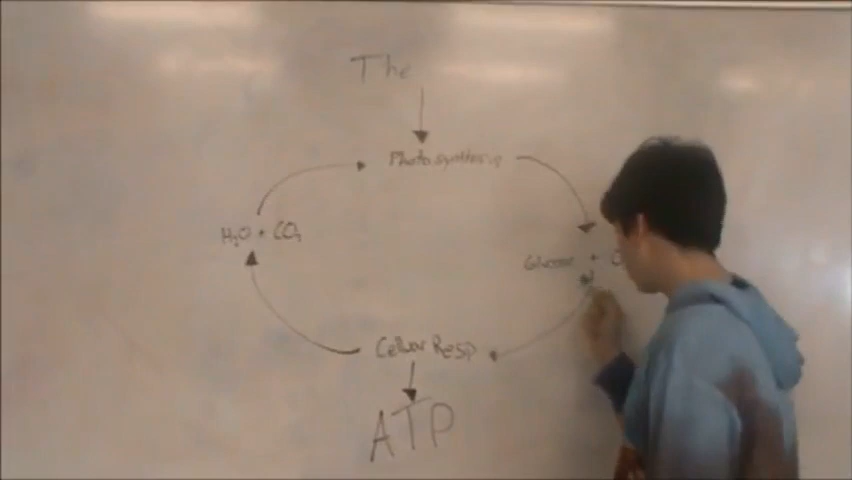 The
Photosynthesis
H₂O + CO₂
Glucose + O
Cellular Resp
ATP